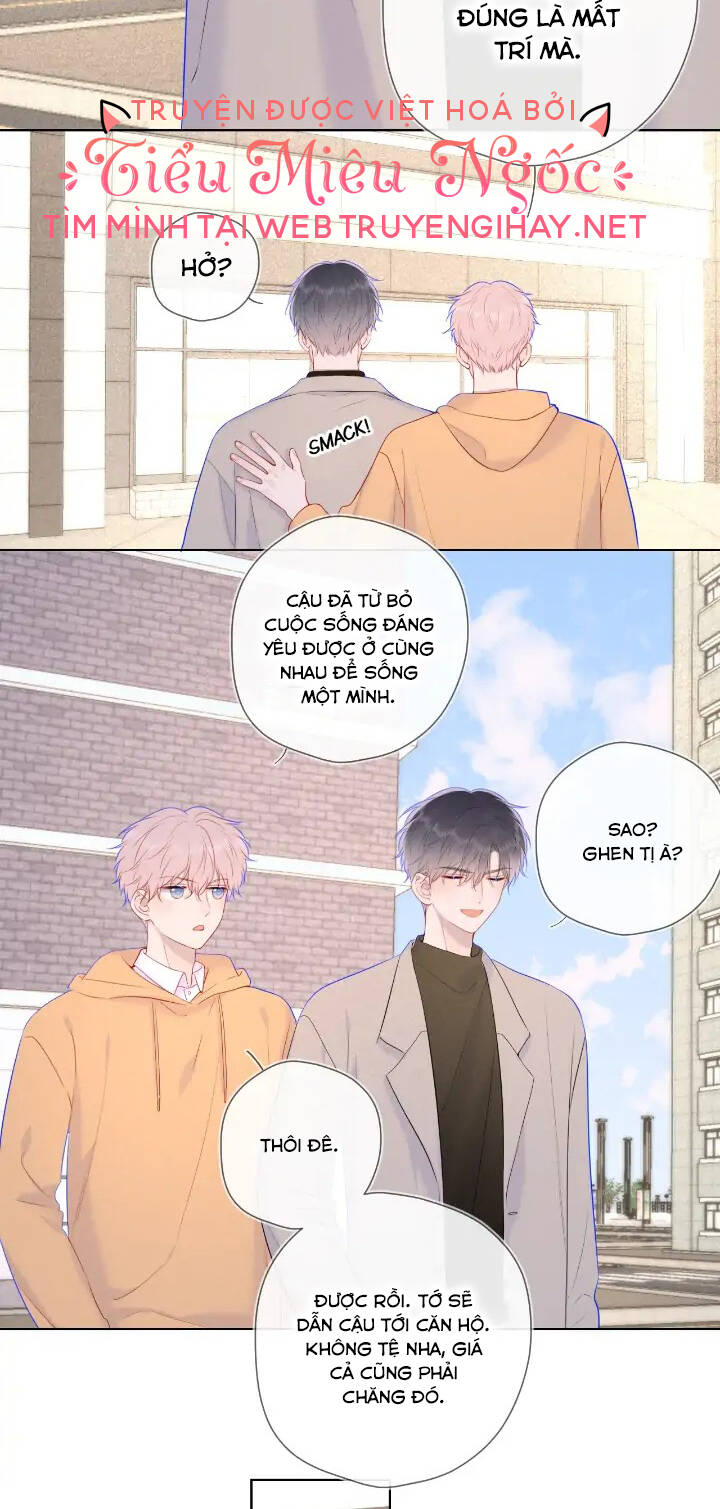 ĐÚNG LÀ MẤT
TRÍ MÀ.
TRUYỆN ĐƯỢC VIỆT HOÁ BỞI
Tiểu Miêu Ngốc
TÌM MÌNH TẠI WEB TRUYENGIHAY.NET
HỞ?
SMACK!
CẬU ĐÃ TỪ BỎ
CUỘC SỐNG ĐÁNG
YÊU ĐƯỢC Ở CÙNG
NHAU ĐỂ SỐNG
MỘT MÌNH.
SAO?
GHEN TỊ À?
THÔI ĐÊ.
ĐƯỢC RỒI. TỚ SẼ
DẪN CẬU TỚI CĂN HỘ.
KHÔNG TỆ NHA, GIÁ
CẢ CŨNG PHẢI
CHĂNG ĐÓ.